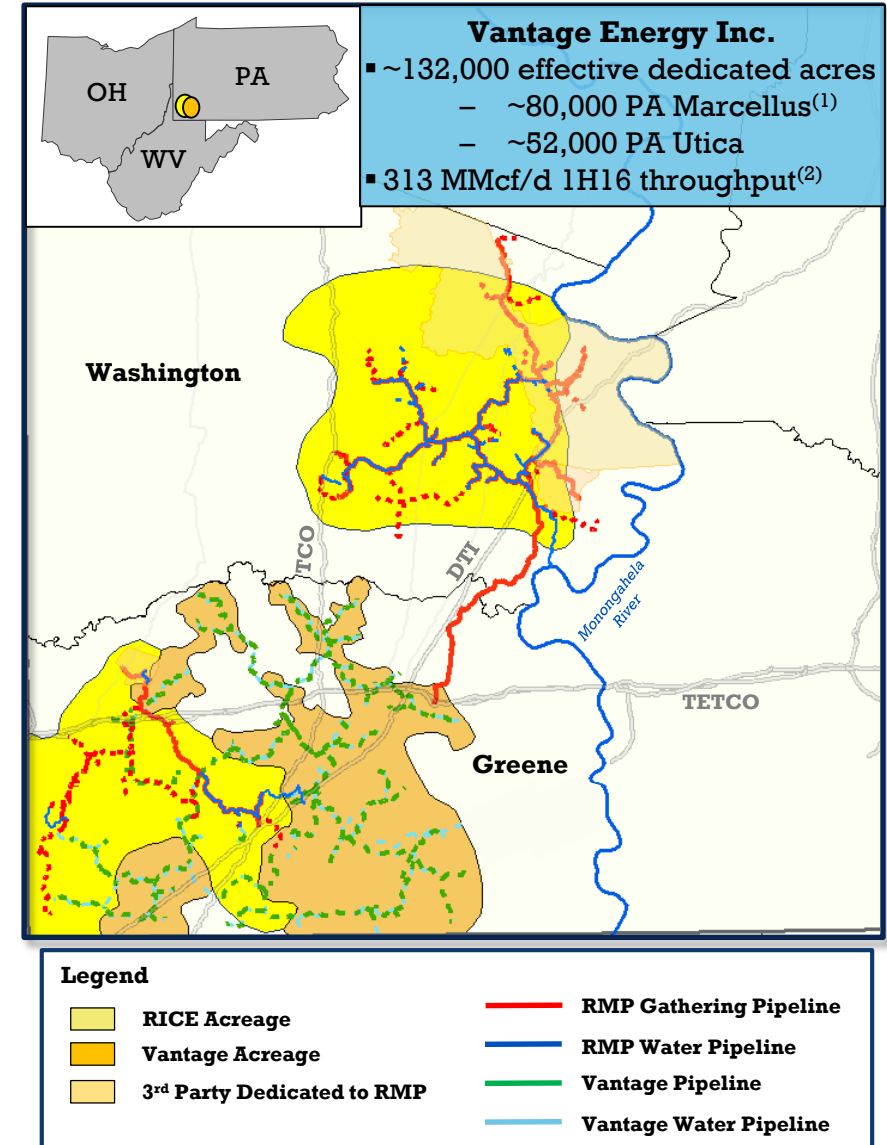 OH
PA
WV
Vantage Energy Inc.
▪ ~132,000 effective dedicated acres
– ~80,000 PA Marcellus(1)
– ~52,000 PA Utica
▪ 313 MMcf/d 1H16 throughput(2)
Washington
TCO
DTI
Monongahela
River
TETCO
Greene
Legend
RICE Acreage
Vantage Acreage
3rd Party Dedicated to RMP
RMP Gathering Pipeline
RMP Water Pipeline
Vantage Pipeline
Vantage Water Pipeline